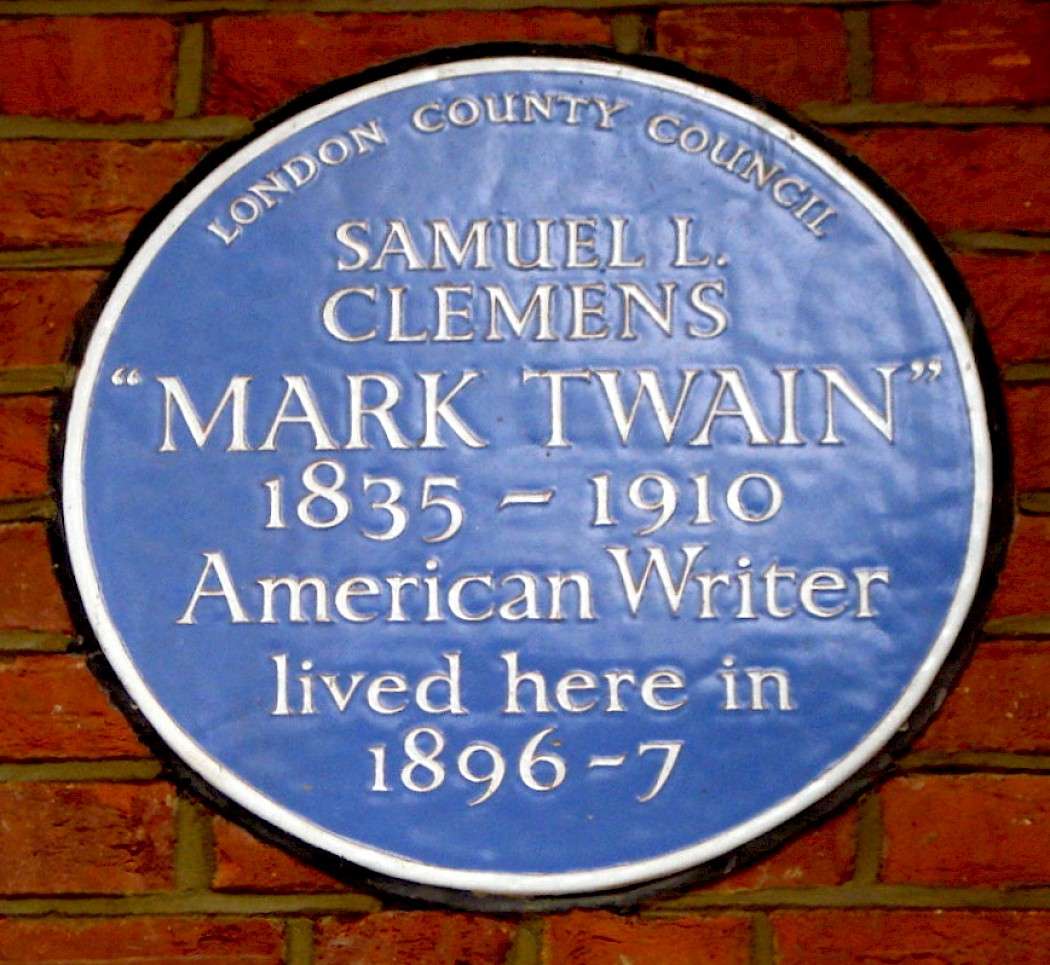 LONDON COUNTY COUNCIL
SAMUEL L.
CLEMENS
“MARK TWAIN”
1835 – 1910
American Writer
lived here in
1896-7